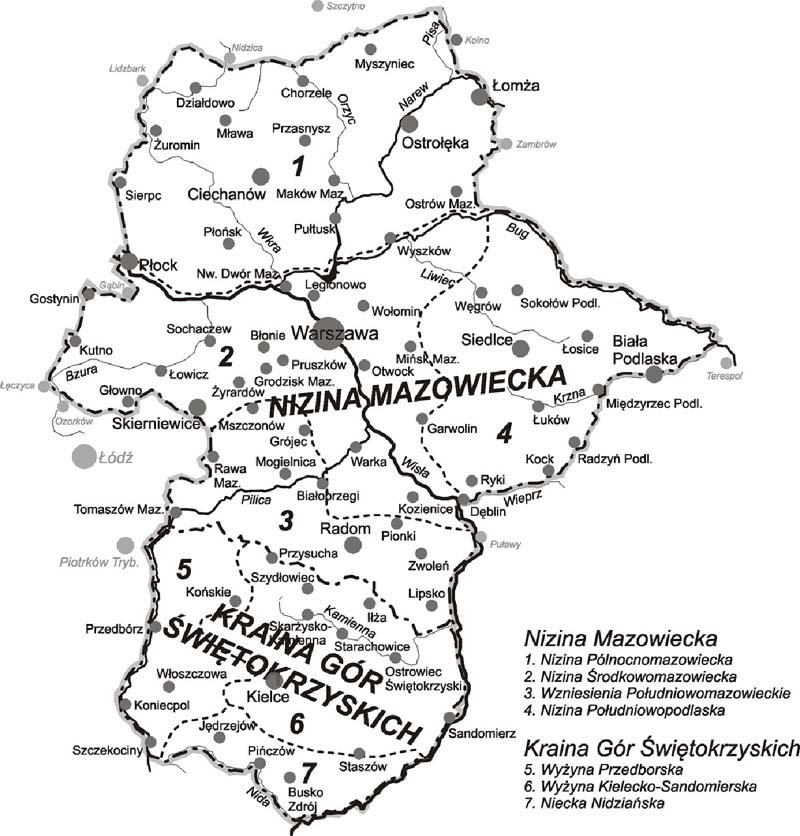 Szczytno
Pisa
Kolno
Nidzica
Myszyniec
Lidzbark
Chorzele
Łomża
Działdowo
Orzyc
Narew
Mława
Przasnysz
Ostrołęka
Żuromin
Zambrów
1
Ciechanów
Sierpc
Maków Maz.
Ostrów Maz.
Pułtusk
Płońsk
Wkra
Bug
Wyszków
Płock
Nw. Dwór Maz.
Liwiec
Gąbin
Legionowo
Gostynin
Wołomin
Węgrów
Sokołów Podl.
Sochaczew
Warszawa
Siedlce
Łosice
Biała
Podlaska
Kutno
2
Błonie
Mińsk Maz.
Pruszków
Otwock
Bzura
Łowicz
Grodzisk Maz.
Terespol
Łęczyca
Żyrardów
NIZINA MAZOWIECKA
Krzna
Głowno
Międzyrzec Podl.
Ozorków
Skierniewice
Mszczonów
Garwolin
Łuków
Grójec
4
Łódź
Rawa
Maz.
Mogielnica
Warka
Wisła
Kock
Radzyń Podl.
Ryki
Białobrzegi
Pilica
Wieprz
Kozienice
Dęblin
Tomaszów Maz.
3
Radom
Pionki
Puławy
Piotrków Tryb.
Przysucha
5
Szydłowiec
Zwoleń
Końskie
Iłża
Lipsko
KRAINA GÓR
ŚWIĘTOKRZYSKICH
Kamienna
Skarżysko-
Kamienna
Przedbórz
Starachowice
Ostrowiec
Świętokrzyski
Włoszczowa
Kielce
Koniecpol
6
Sandomierz
Jędrzejów
Szczekociny
Pińczów
Staszów
7
Busko
Zdrój
Nida
Nizina Mazowiecka
1. Nizina Północnomazowiecka
2. Nizina Środkowomazowiecka
3. Wzniesienia Południowomazowieckie
4. Nizina Południowopodlaska
Kraina Gór Świętokrzyskich
5. Wyżyna Przedborska
6. Wyżyna Kielecko-Sandomierska
7. Niecka Nidziańska